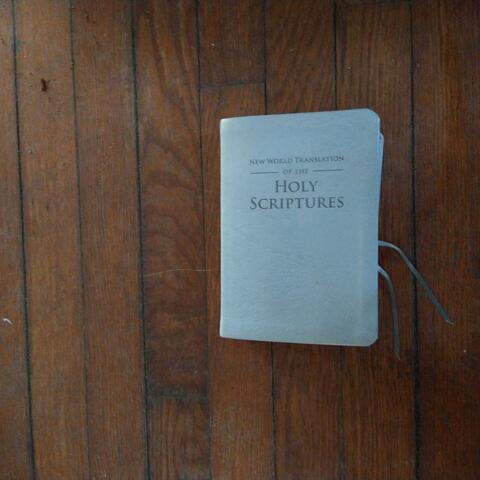 New World Translation
of the
Holy
Scriptures